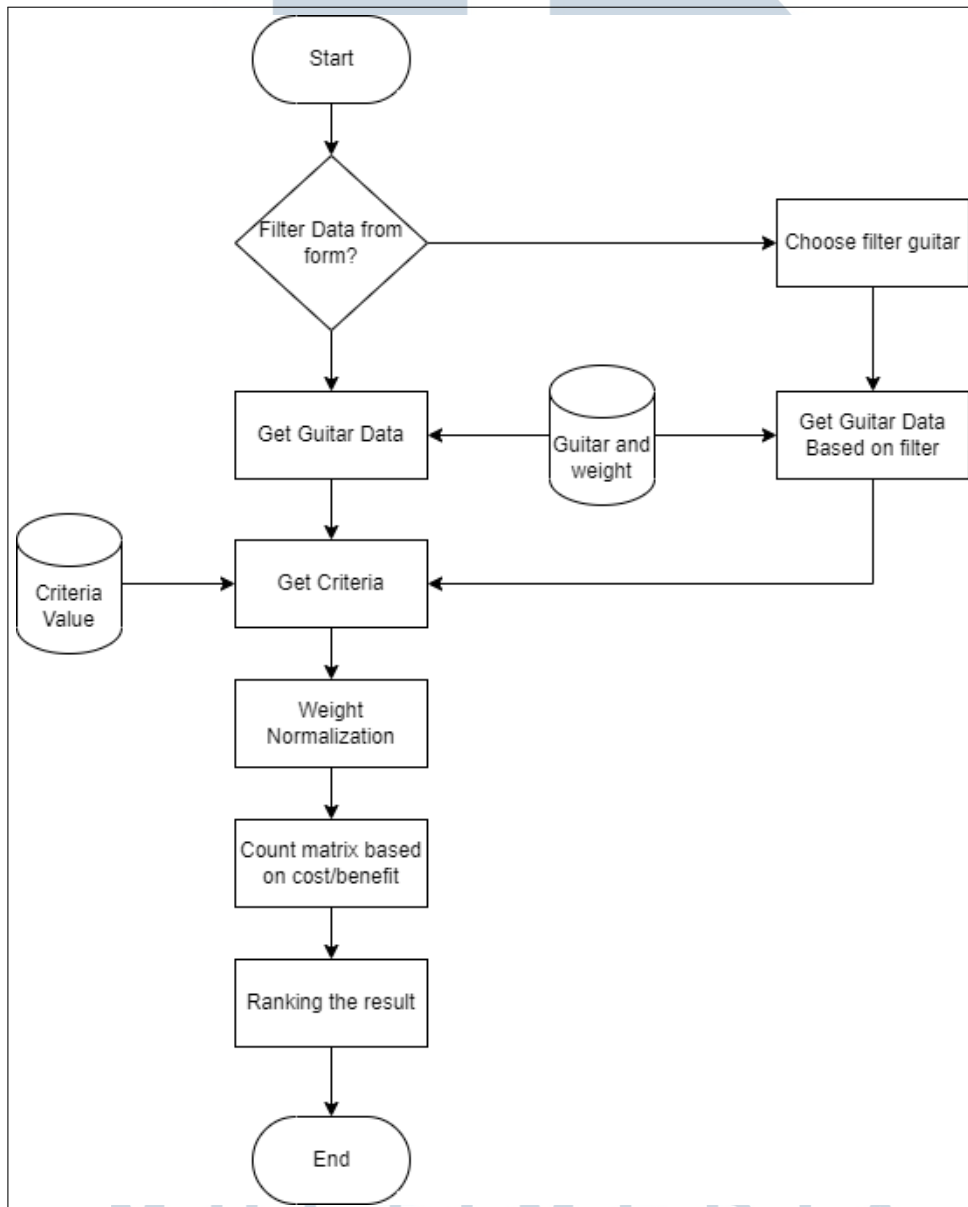 Start
Filter Data from
form?
Choose filter guitar
Get Guitar Data
Guitar and
weight
Get Guitar Data
Based on filter
Criteria
Value
Get Criteria
Weight
Normalization
Count matrix based
on cost/benefit
Ranking the result
End